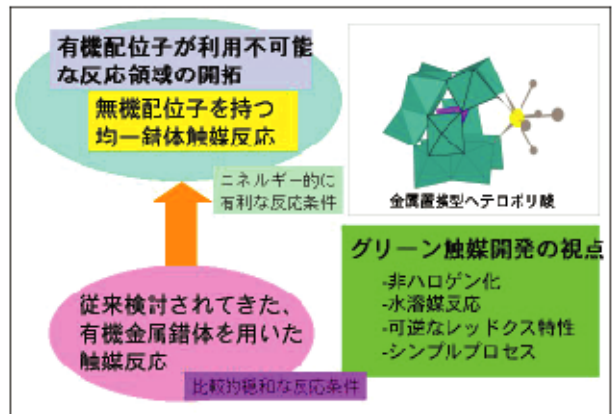 有機配位子が利用不可能
な反応領域の開拓
無機配位子を持つ
均一錯体触媒反応
エネルギー的に
有利な反応条件
従来検討されてきた、
有機金属錯体を用いた
触媒反応
比較的穏和な反応条件
金属置換型ヘテロポリ酸
グリーン触媒開発の視点
-非ハロゲン化
-水溶媒反応
-可逆なレッドクス特性
-シンプルプロセス